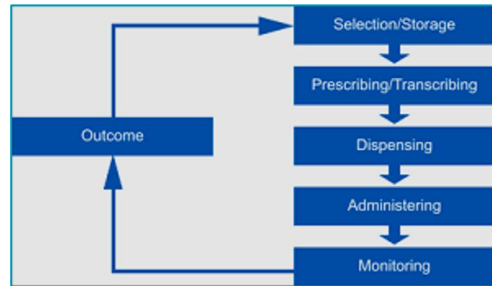 Selection/Storage
Prescribing/Transcribing
Outcome
Dispensing
Administering
Monitoring